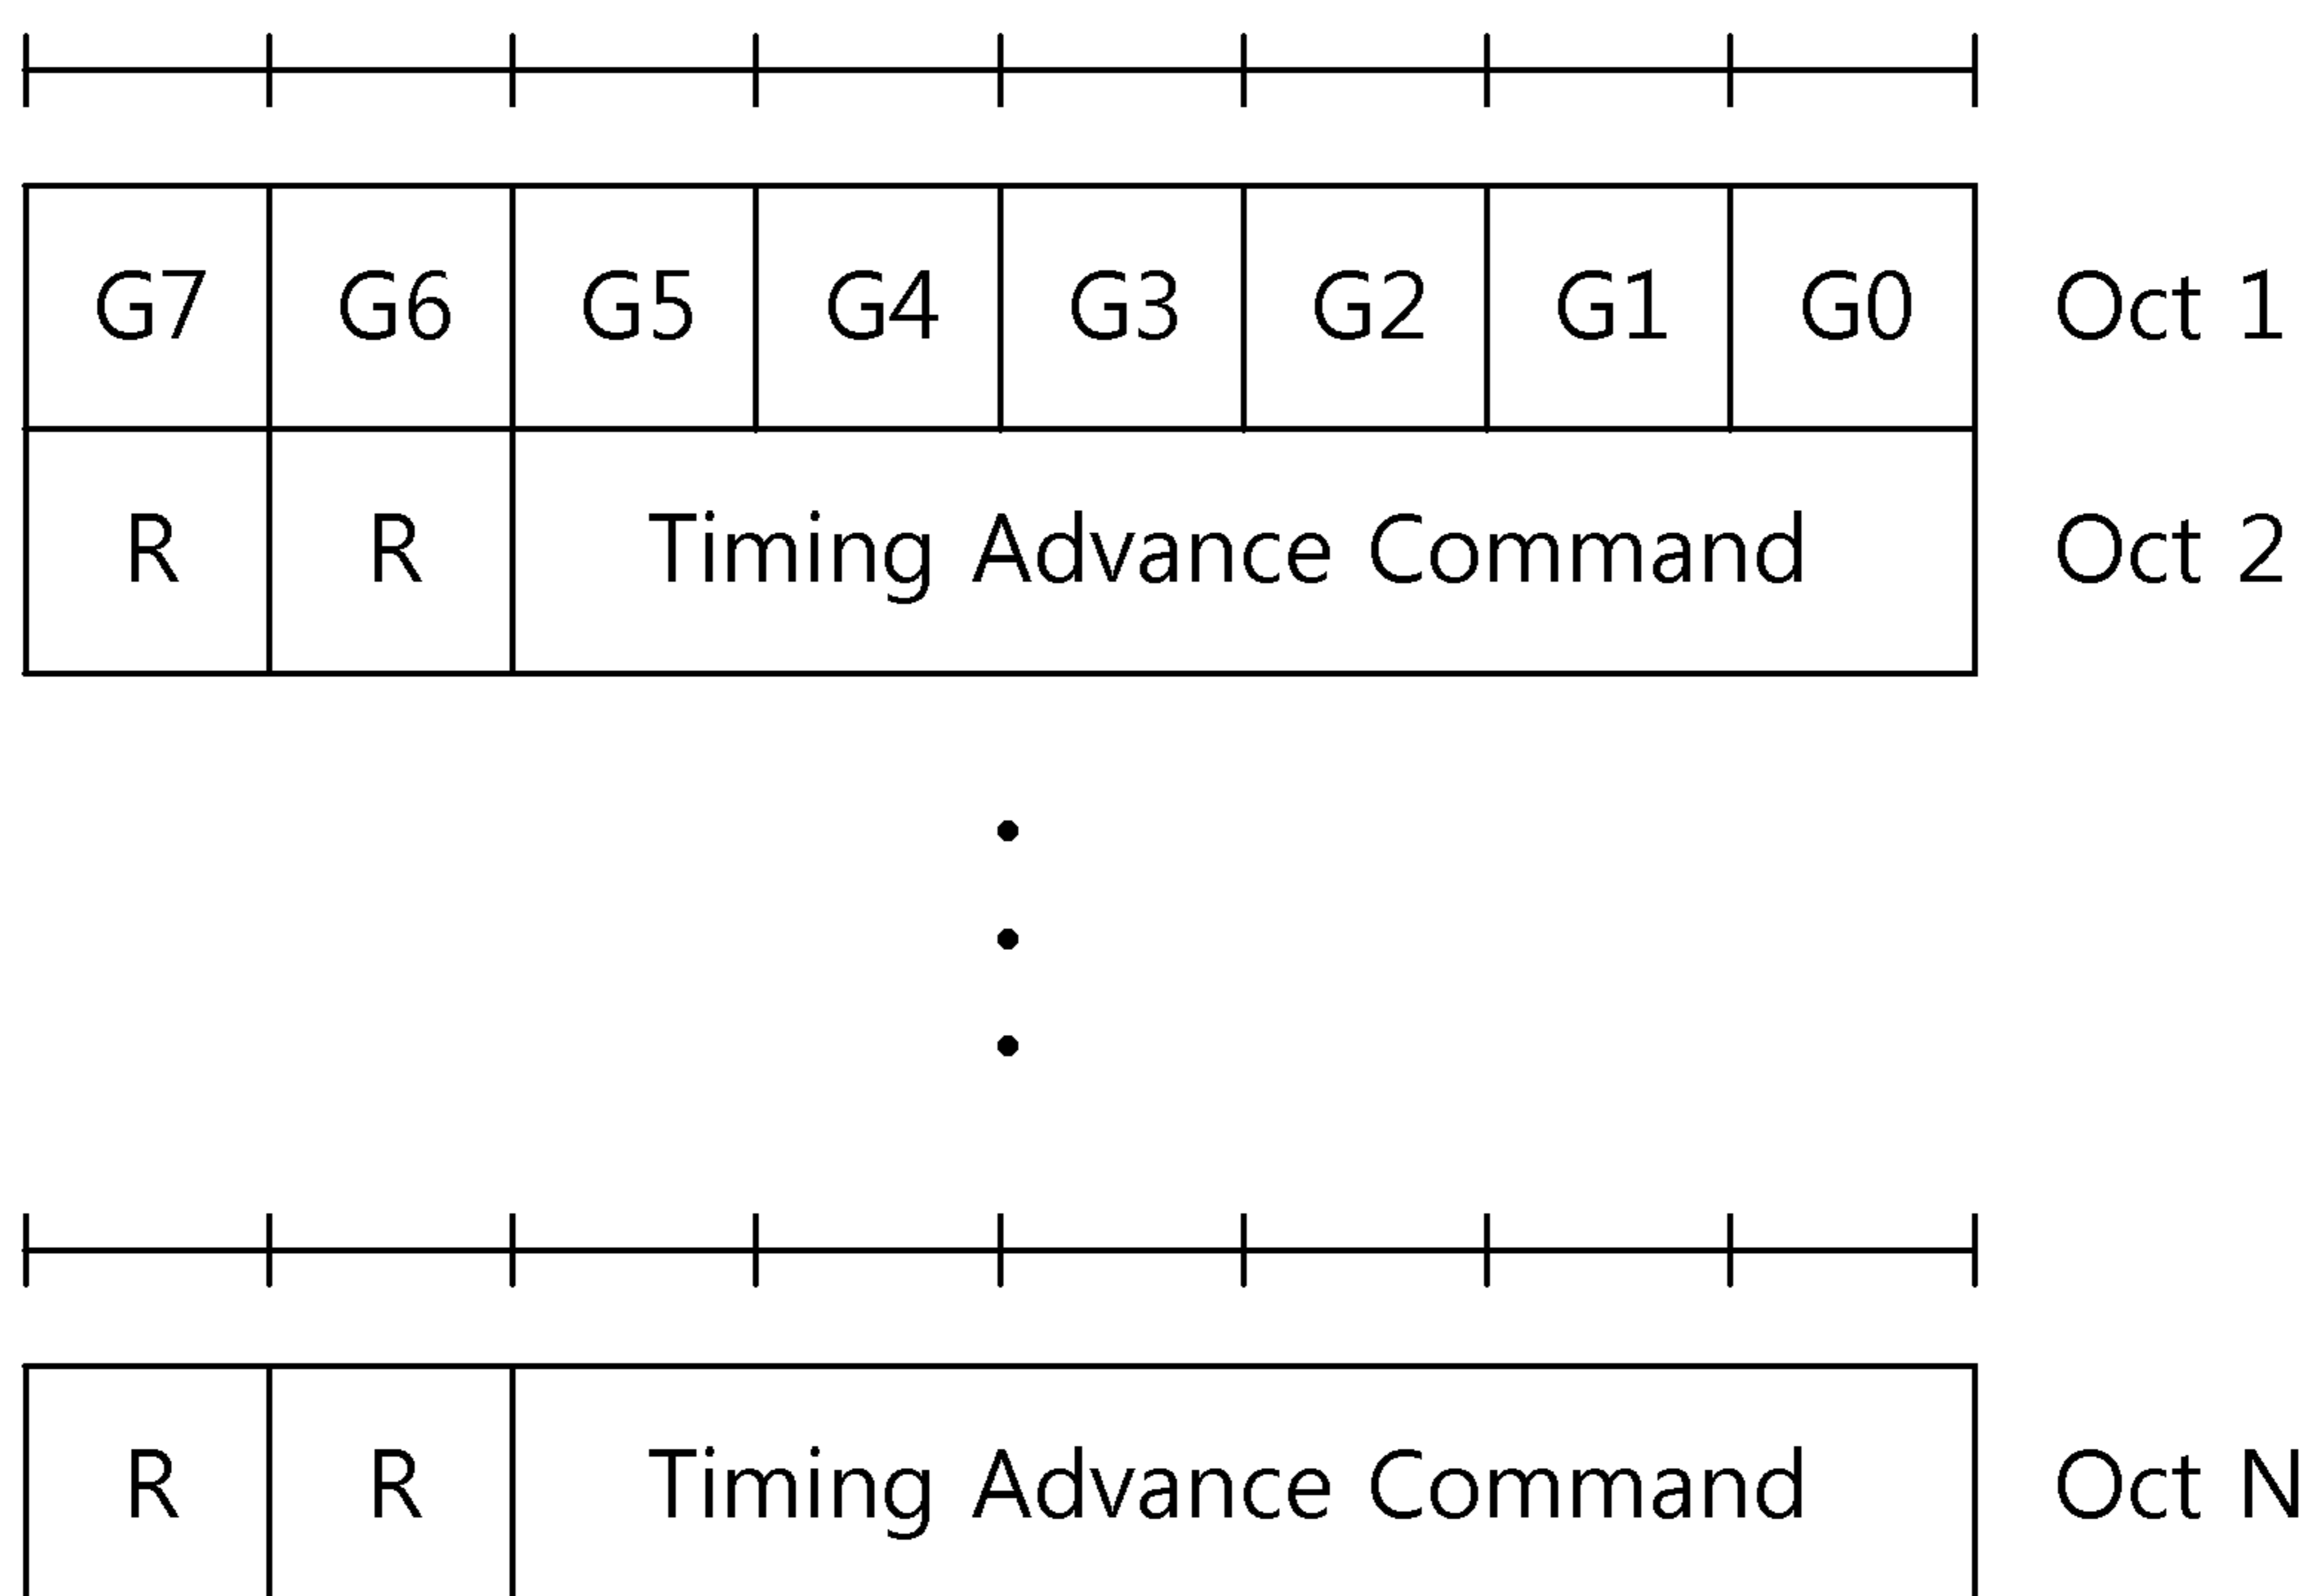 G7 G6 G5 G4 G3 G2 G1 G0 Oct 1
R R Timing Advance Command Oct 2
R R Timing Advance Command Oct N